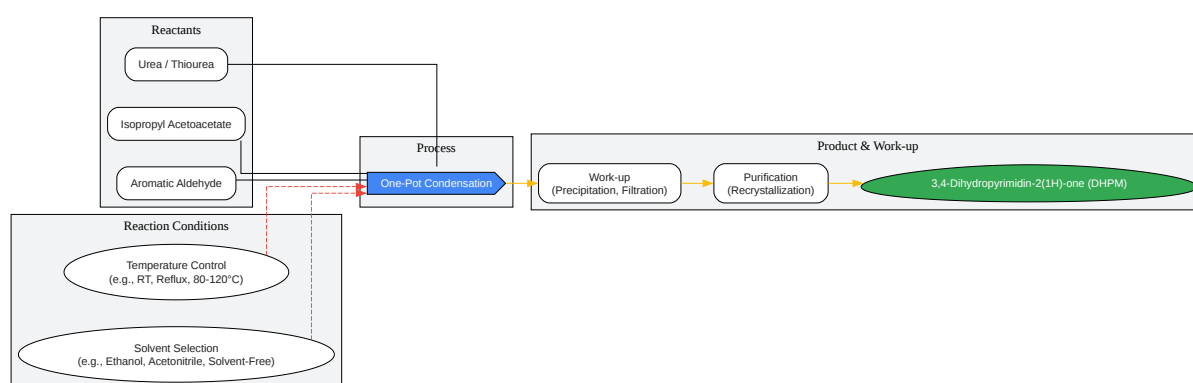 Reactants
Urea / Thiourea
Isopropyl Acetoacetate
Aromatic Aldehyde
Process
One-Pot Condensation
Product & Work-up
Work-up
(Precipitation, Filtration)
Purification
(Recrystallization)
3,4-Dihydropyrimidin-2(1H)-one (DHPM)
Reaction Conditions
Temperature Control
(e.g., RT, Reflux, 80-120°C)
Solvent Selection
(e.g., Ethanol, Acetonitrile, Solvent-Free)